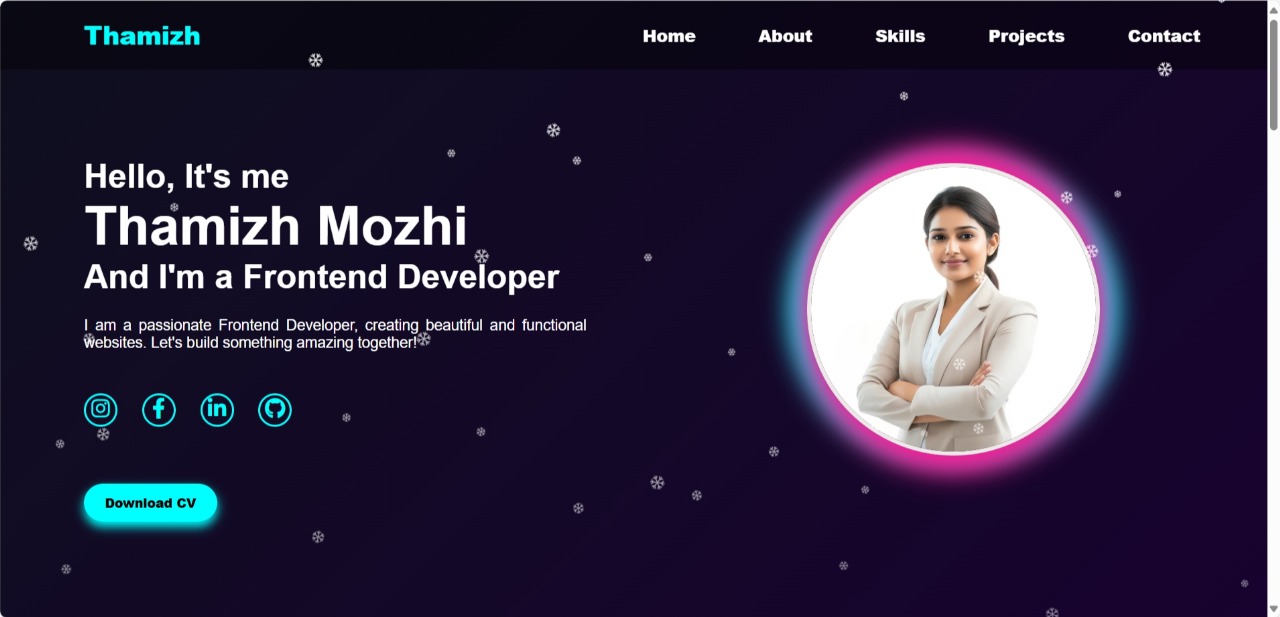 Thamizh
Home About Skills Projects Contact
Hello, It's me
Thamizh Mozhi
And I'm a Frontend Developer
I am a passionate Frontend Developer, creating beautiful and functional
websites. Let's build something amazing together!
in
Download CV